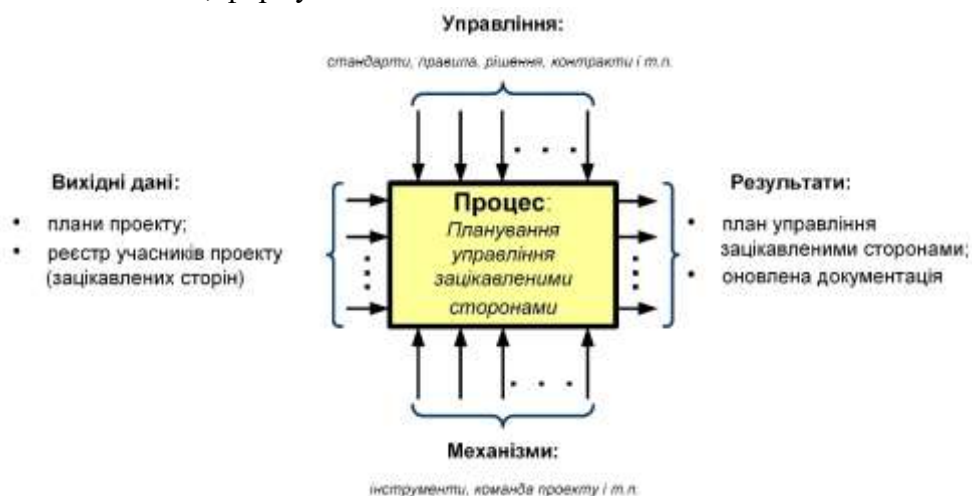 Управління:
стандарти, правила, рішення, контракти і т.п.
Вихідні дані:
• плани проекту;
• реєстр учасників проекту
(зацікавлених сторін)
Процес:
Планування
управління
зацікавленими
сторонами
Результати:
• план управління
зацікавленими сторонами;
• оновлена документація
Механізми:
інструменти, команда проекту і т.п.